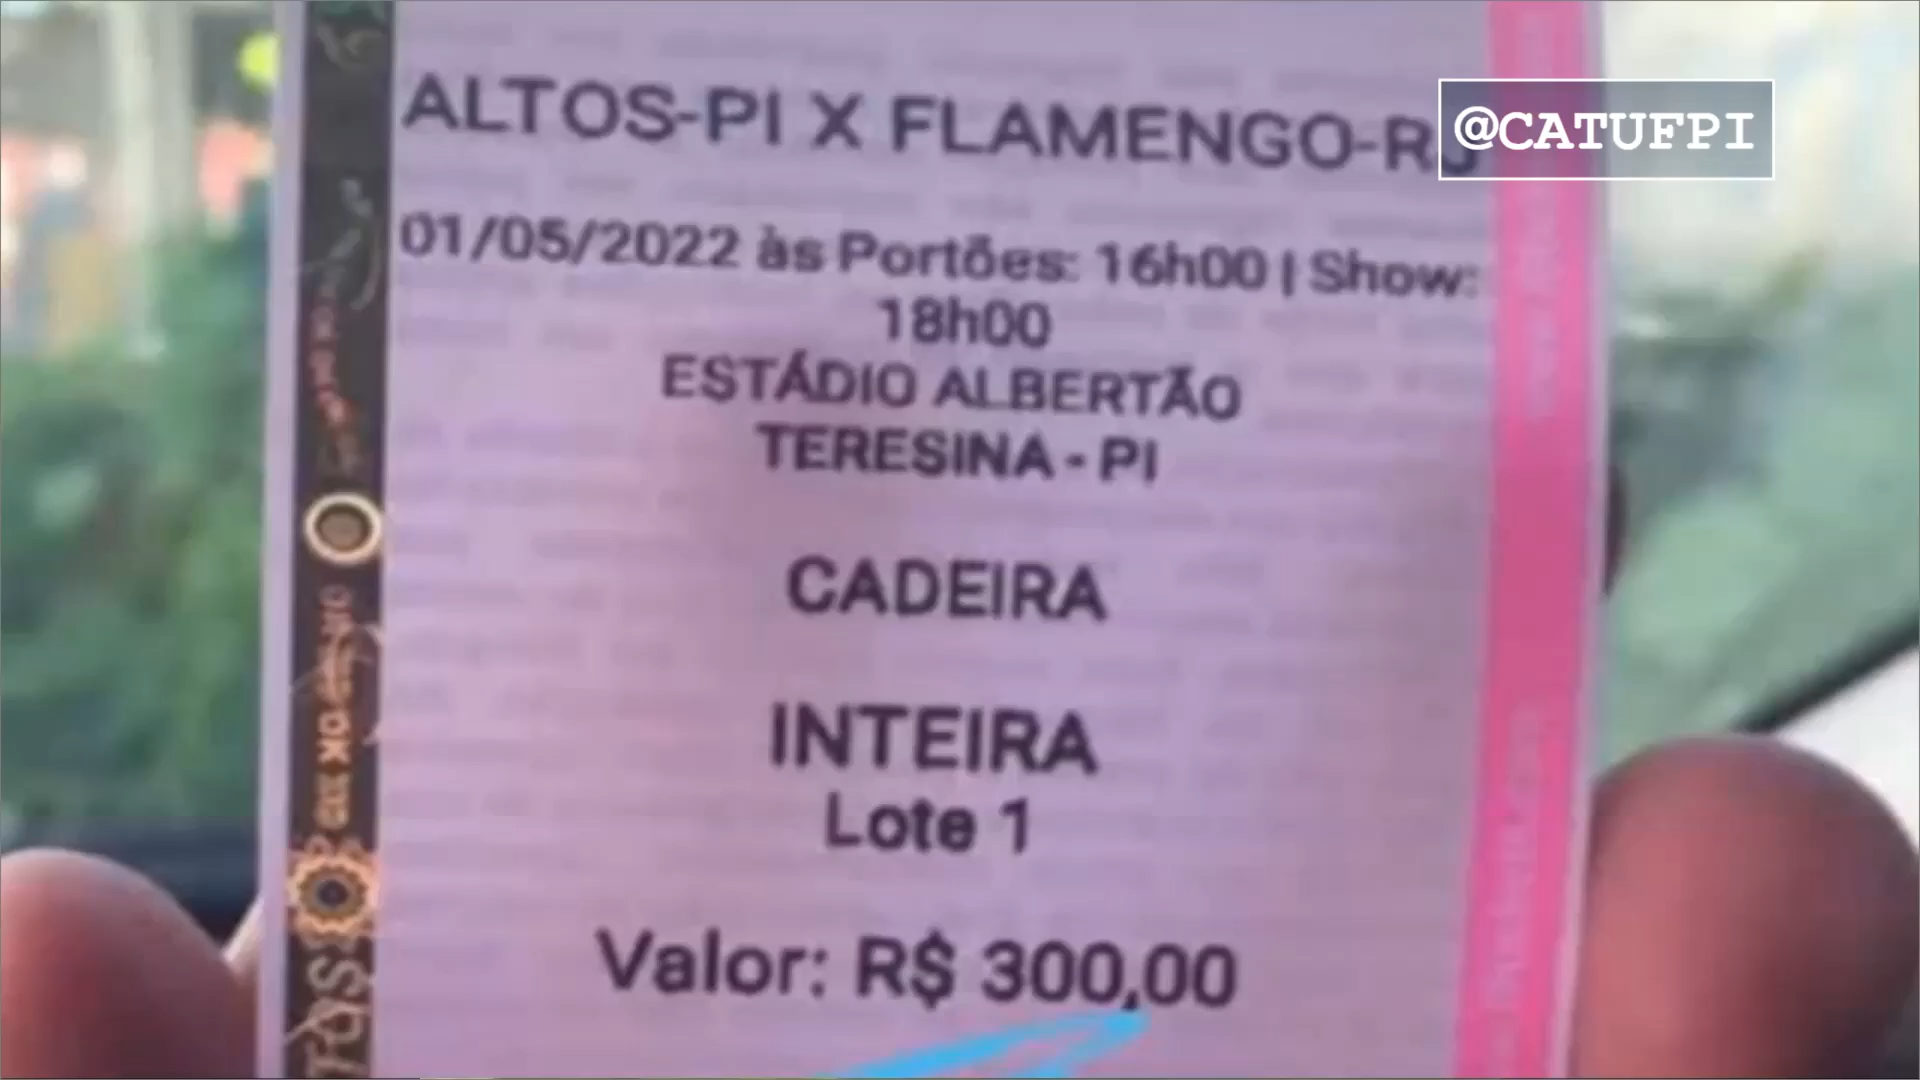 ALTOS-PI X FLAMENGO-RJ
@CATUFPI
01/05/2022 às Portões: 16h00 | Show:
18h00
ESTÁDIO ALBERTÃO
TERESINA - PI
CADEIRA
INTEIRA
Lote 1
Valor: R$ 300,00